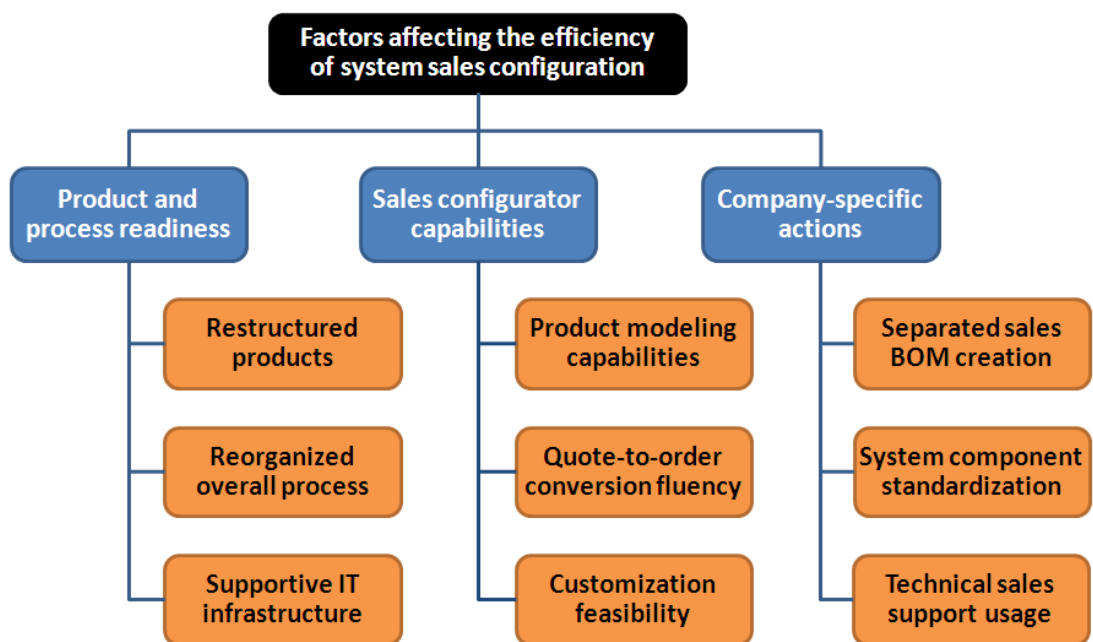 Factors affecting the efficiency
of system sales configuration
Product and
process readiness
Sales configurator
capabilities
Company-specific
actions
Restructured
products
Product modeling
capabilities
Separated sales
BOM creation
Reorganized
overall process
Quote-to-order
conversion fluency
System component
standardization
Supportive IT
infrastructure
Customization
feasibility
Technical sales
support usage